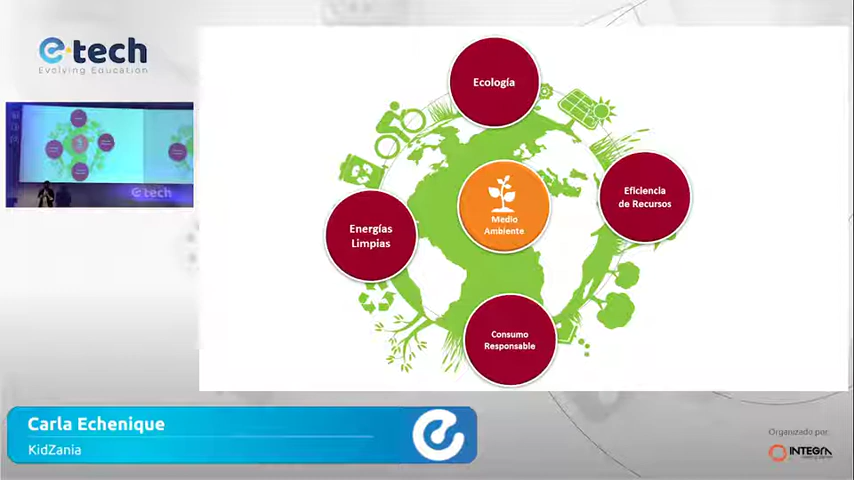 e·tech
Evolving Education
Ecología
Eficiencia
de Recursos
Medio
Ambiente
Energías
Limpias
Consumo
Responsable
etech
Carla Echenique
KidZania
Organizado por:
INTEGRA